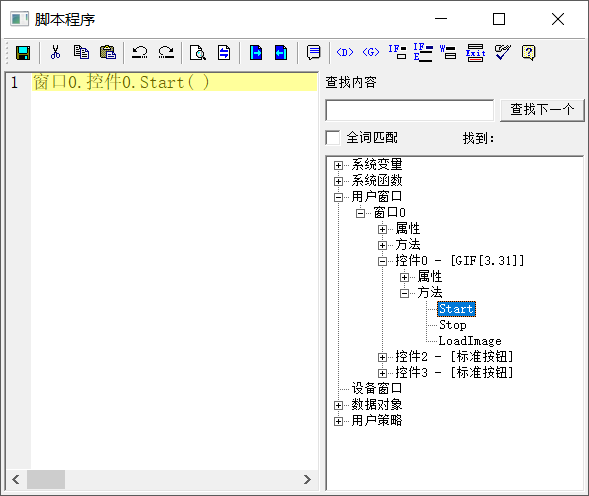 脚本程序
<D> <G> IF= IF= E W= Exit
1 窗口0.控件0.Start( )
查找内容
查找下一个
全词匹配 找到:
系统变量
系统函数
用户窗口
窗口0
属性
方法
控件0 - [GIF[3.31]]
属性
方法
Start
Stop
LoadImage
控件2 - [标准按钮]
控件3 - [标准按钮]
设备窗口
数据对象
用户策略